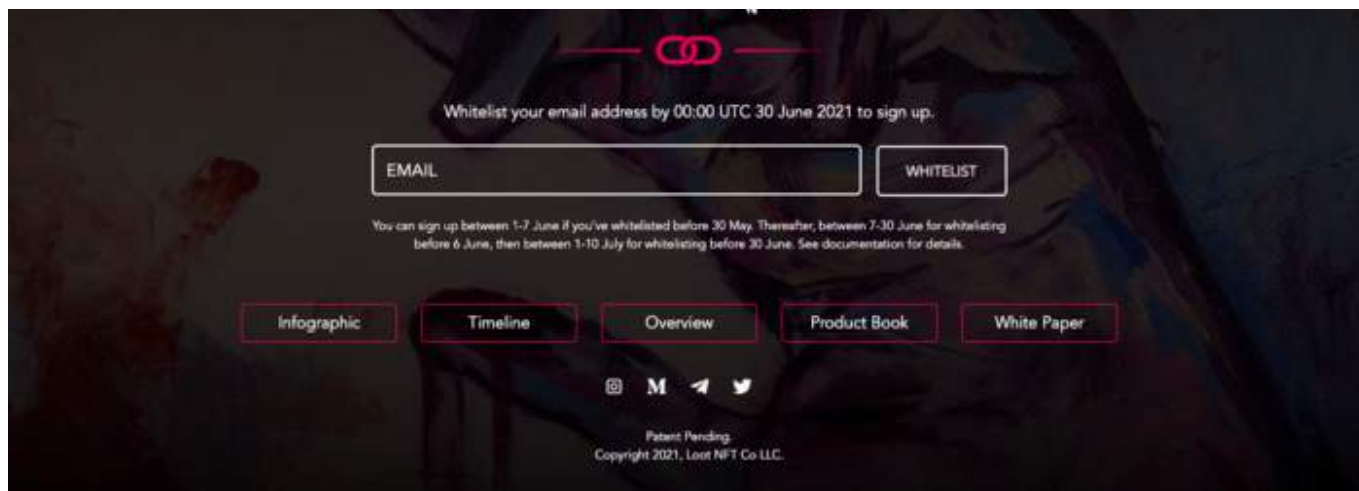 Whitelist your email address by 00:00 UTC 30 June 2021 to sign up.
EMAIL
WHITELIST
You can sign up between 1-7 June if you've whitelisted before 30 May. Thereafter, between 7-30 June for whitelisting
before 6 June, then between 1-10 July for whitelisting before 30 June. See documentation for details.
Infographic
Timeline
Overview
Product Book
White Paper
Patent Pending.
Copyright 2021, Loot NFT Co LLC.